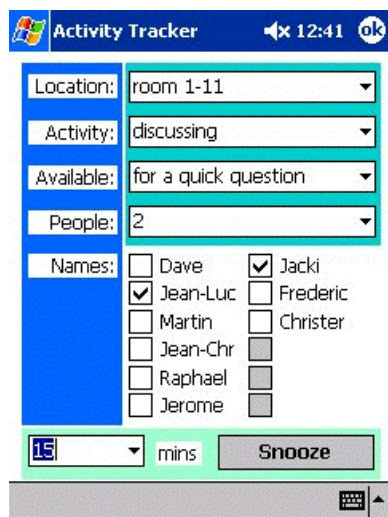 Activity Tracker 12:41 ok
Location: room 1-11
Activity: discussing
Available: for a quick question
People: 2
Names: Dave Jacki
Jean-Luc Frederic
Martin Christer
Jean-Chr
Raphael
Jerome
15 mins Snooze